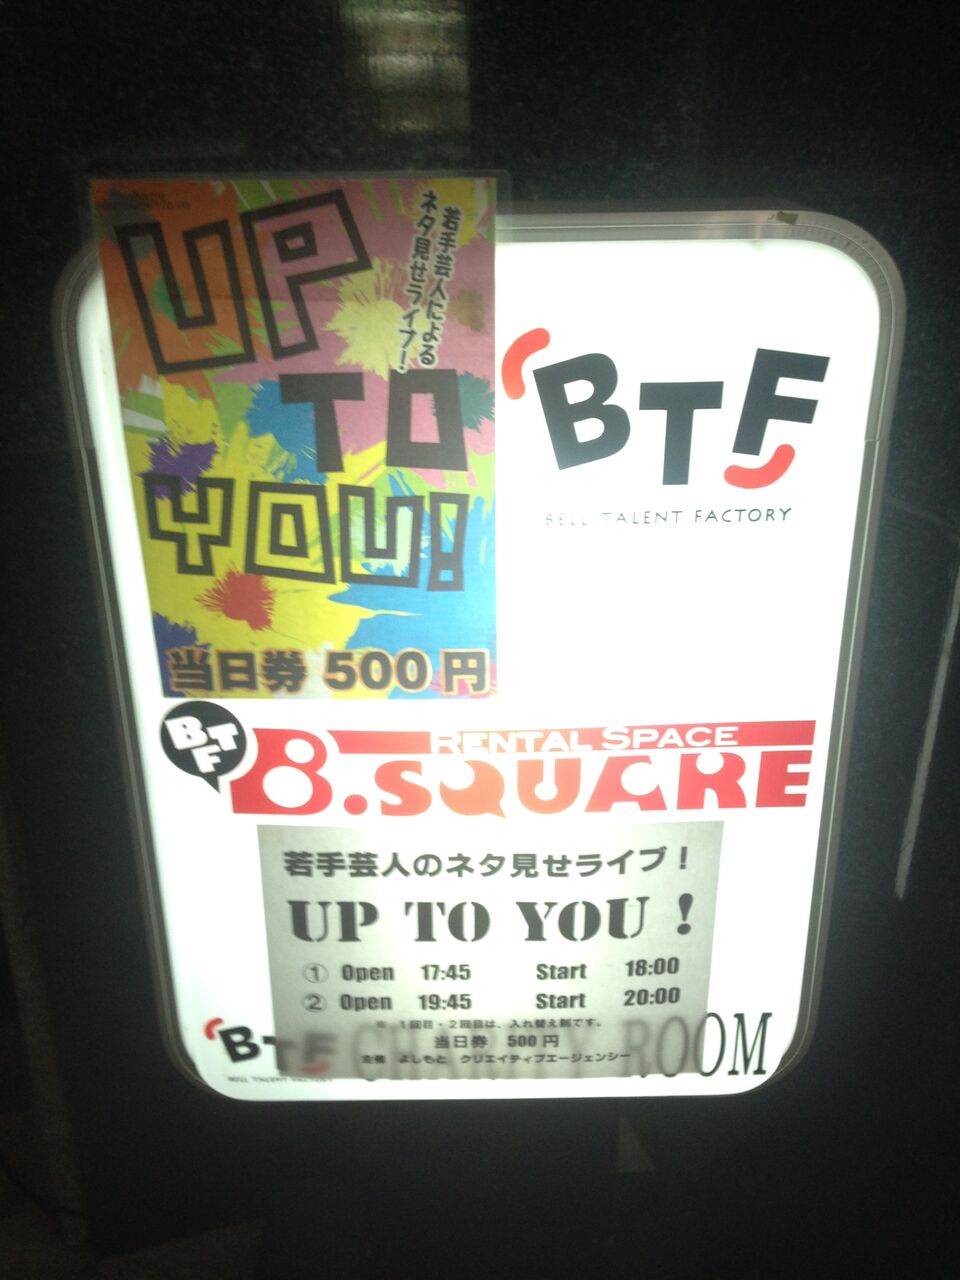 UP
TO
YOU!
若手芸人による
ネタ見せライブ!
当日券 500円
BTF
BELL TALENT FACTORY
BTF
RENTAL SPACE
B.SQUARE
若手芸人のネタ見せライブ！
UP TO YOU !
① Open 17:45 Start 18:00
② Open 19:45 Start 20:00
※ 1回目・2回目は、入れ替え制です。
当日券 500円
主催 よしもと クリエイティブエージェンシー
BTF
BELL TALENT FACTORY
ROOM